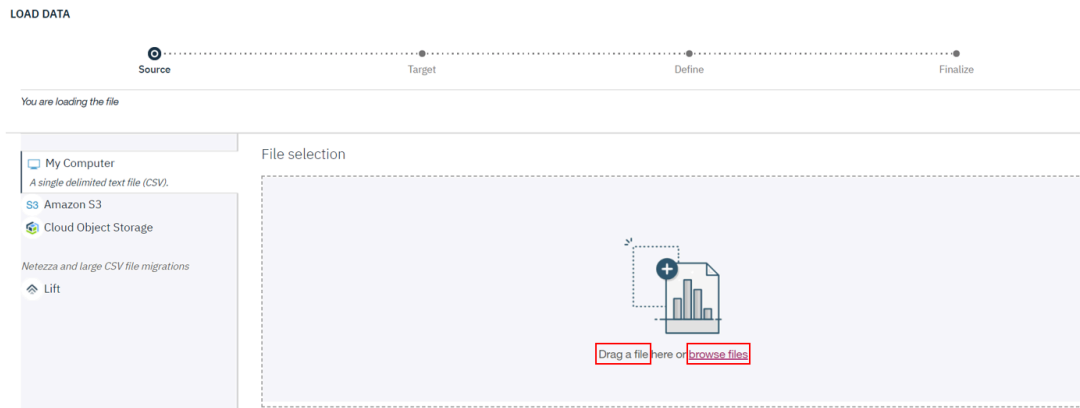 LOAD DATA
Source
Target
Define
Finalize
You are loading the file
My Computer
A single delimited text file (CSV).
S3 Amazon S3
Cloud Object Storage
Netezza and large CSV file migrations
Lift
File selection
Drag a file here or browse files